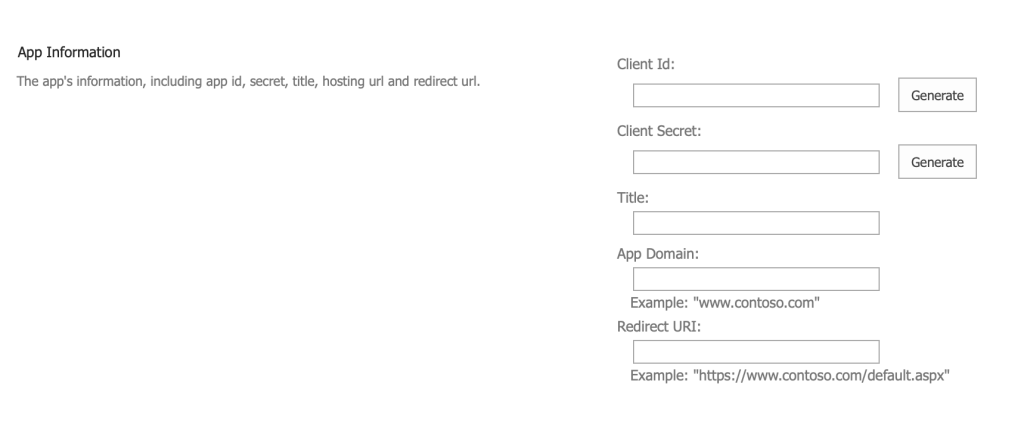 App Information
The app's information, including app id, secret, title, hosting url and redirect url.
Client Id:
Generate
Client Secret:
Generate
Title:
App Domain:
Example: "www.contoso.com"
Redirect URI:
Example: "https://www.contoso.com/default.aspx"